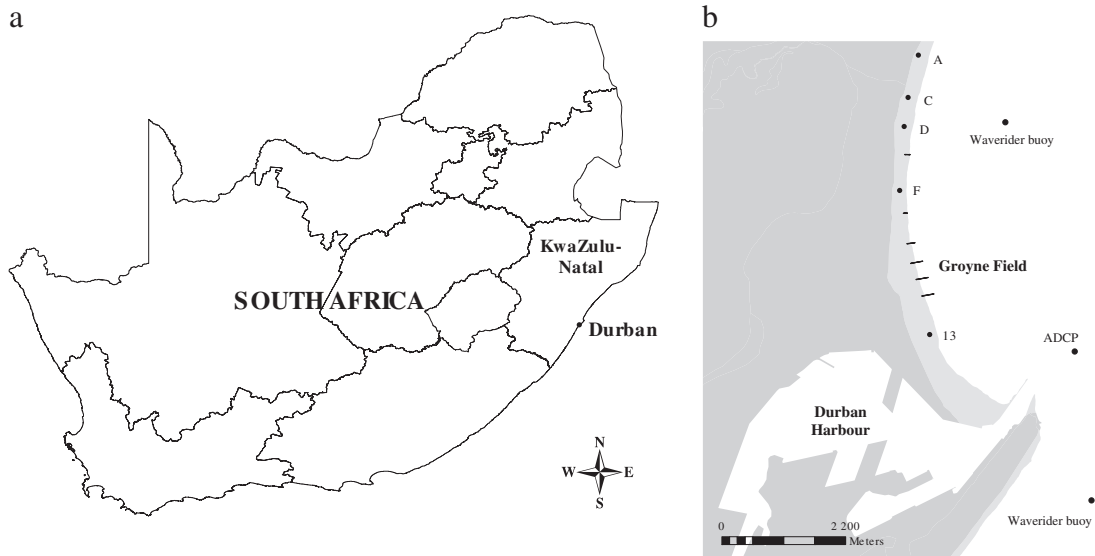 a
KwaZulu-
Natal
SOUTH AFRICA
Durban
N
W E
S
b
A
C
D
Waverider buoy
F
Groyne Field
13
ADCP
Durban
Harbour
0 2 200
Meters
Waverider buoy